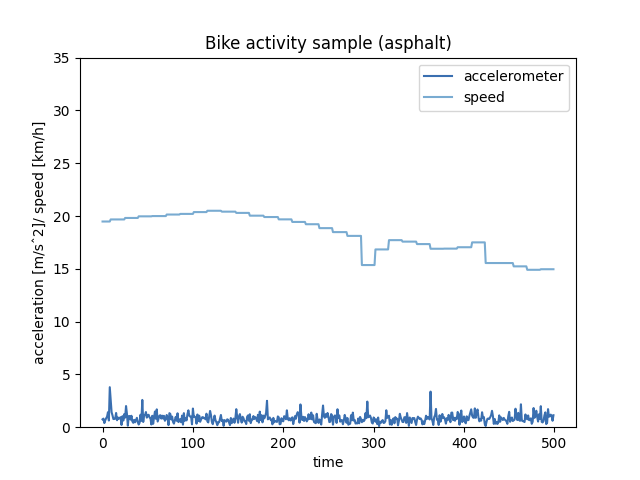 Bike activity sample (asphalt)
accelerometer
speed
acceleration [m/s^2]/ speed [km/h]
35
30
25
20
15
10
5
0
0 100 200 300 400 500
time